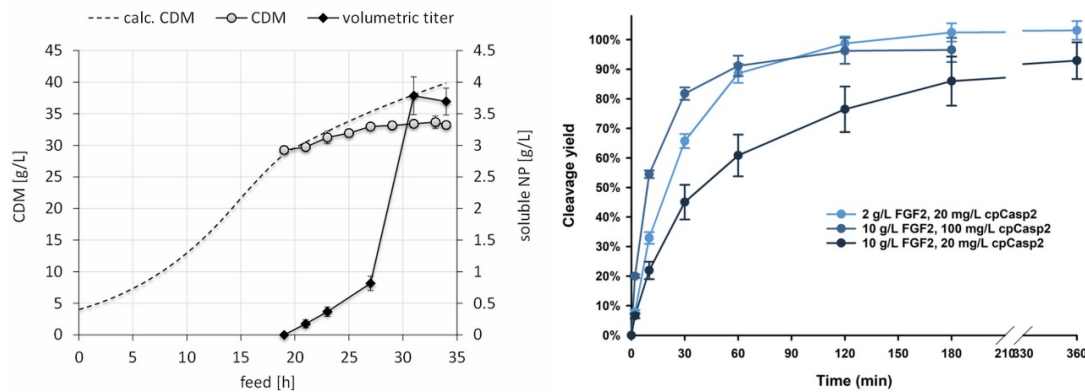 calc. CDM CDM volumetric titer
CDM [g/L]
45
40
35
30
25
20
15
10
5
0
0 5 10 15 20 25 30 35
feed [h]
4.5
4
3.5
3
2.5
2
1.5
1
0.5
0
soluble NP [g/L]
Cleavage yield
100%
90%
80%
70%
60%
50%
40%
30%
20%
10%
0%
2 g/L FGF2, 20 mg/L cpCasp2
10 g/L FGF2, 100 mg/L cpCasp2
10 g/L FGF2, 20 mg/L cpCasp2
0 30 60 90 120 150 180 210 330 360
Time (min)